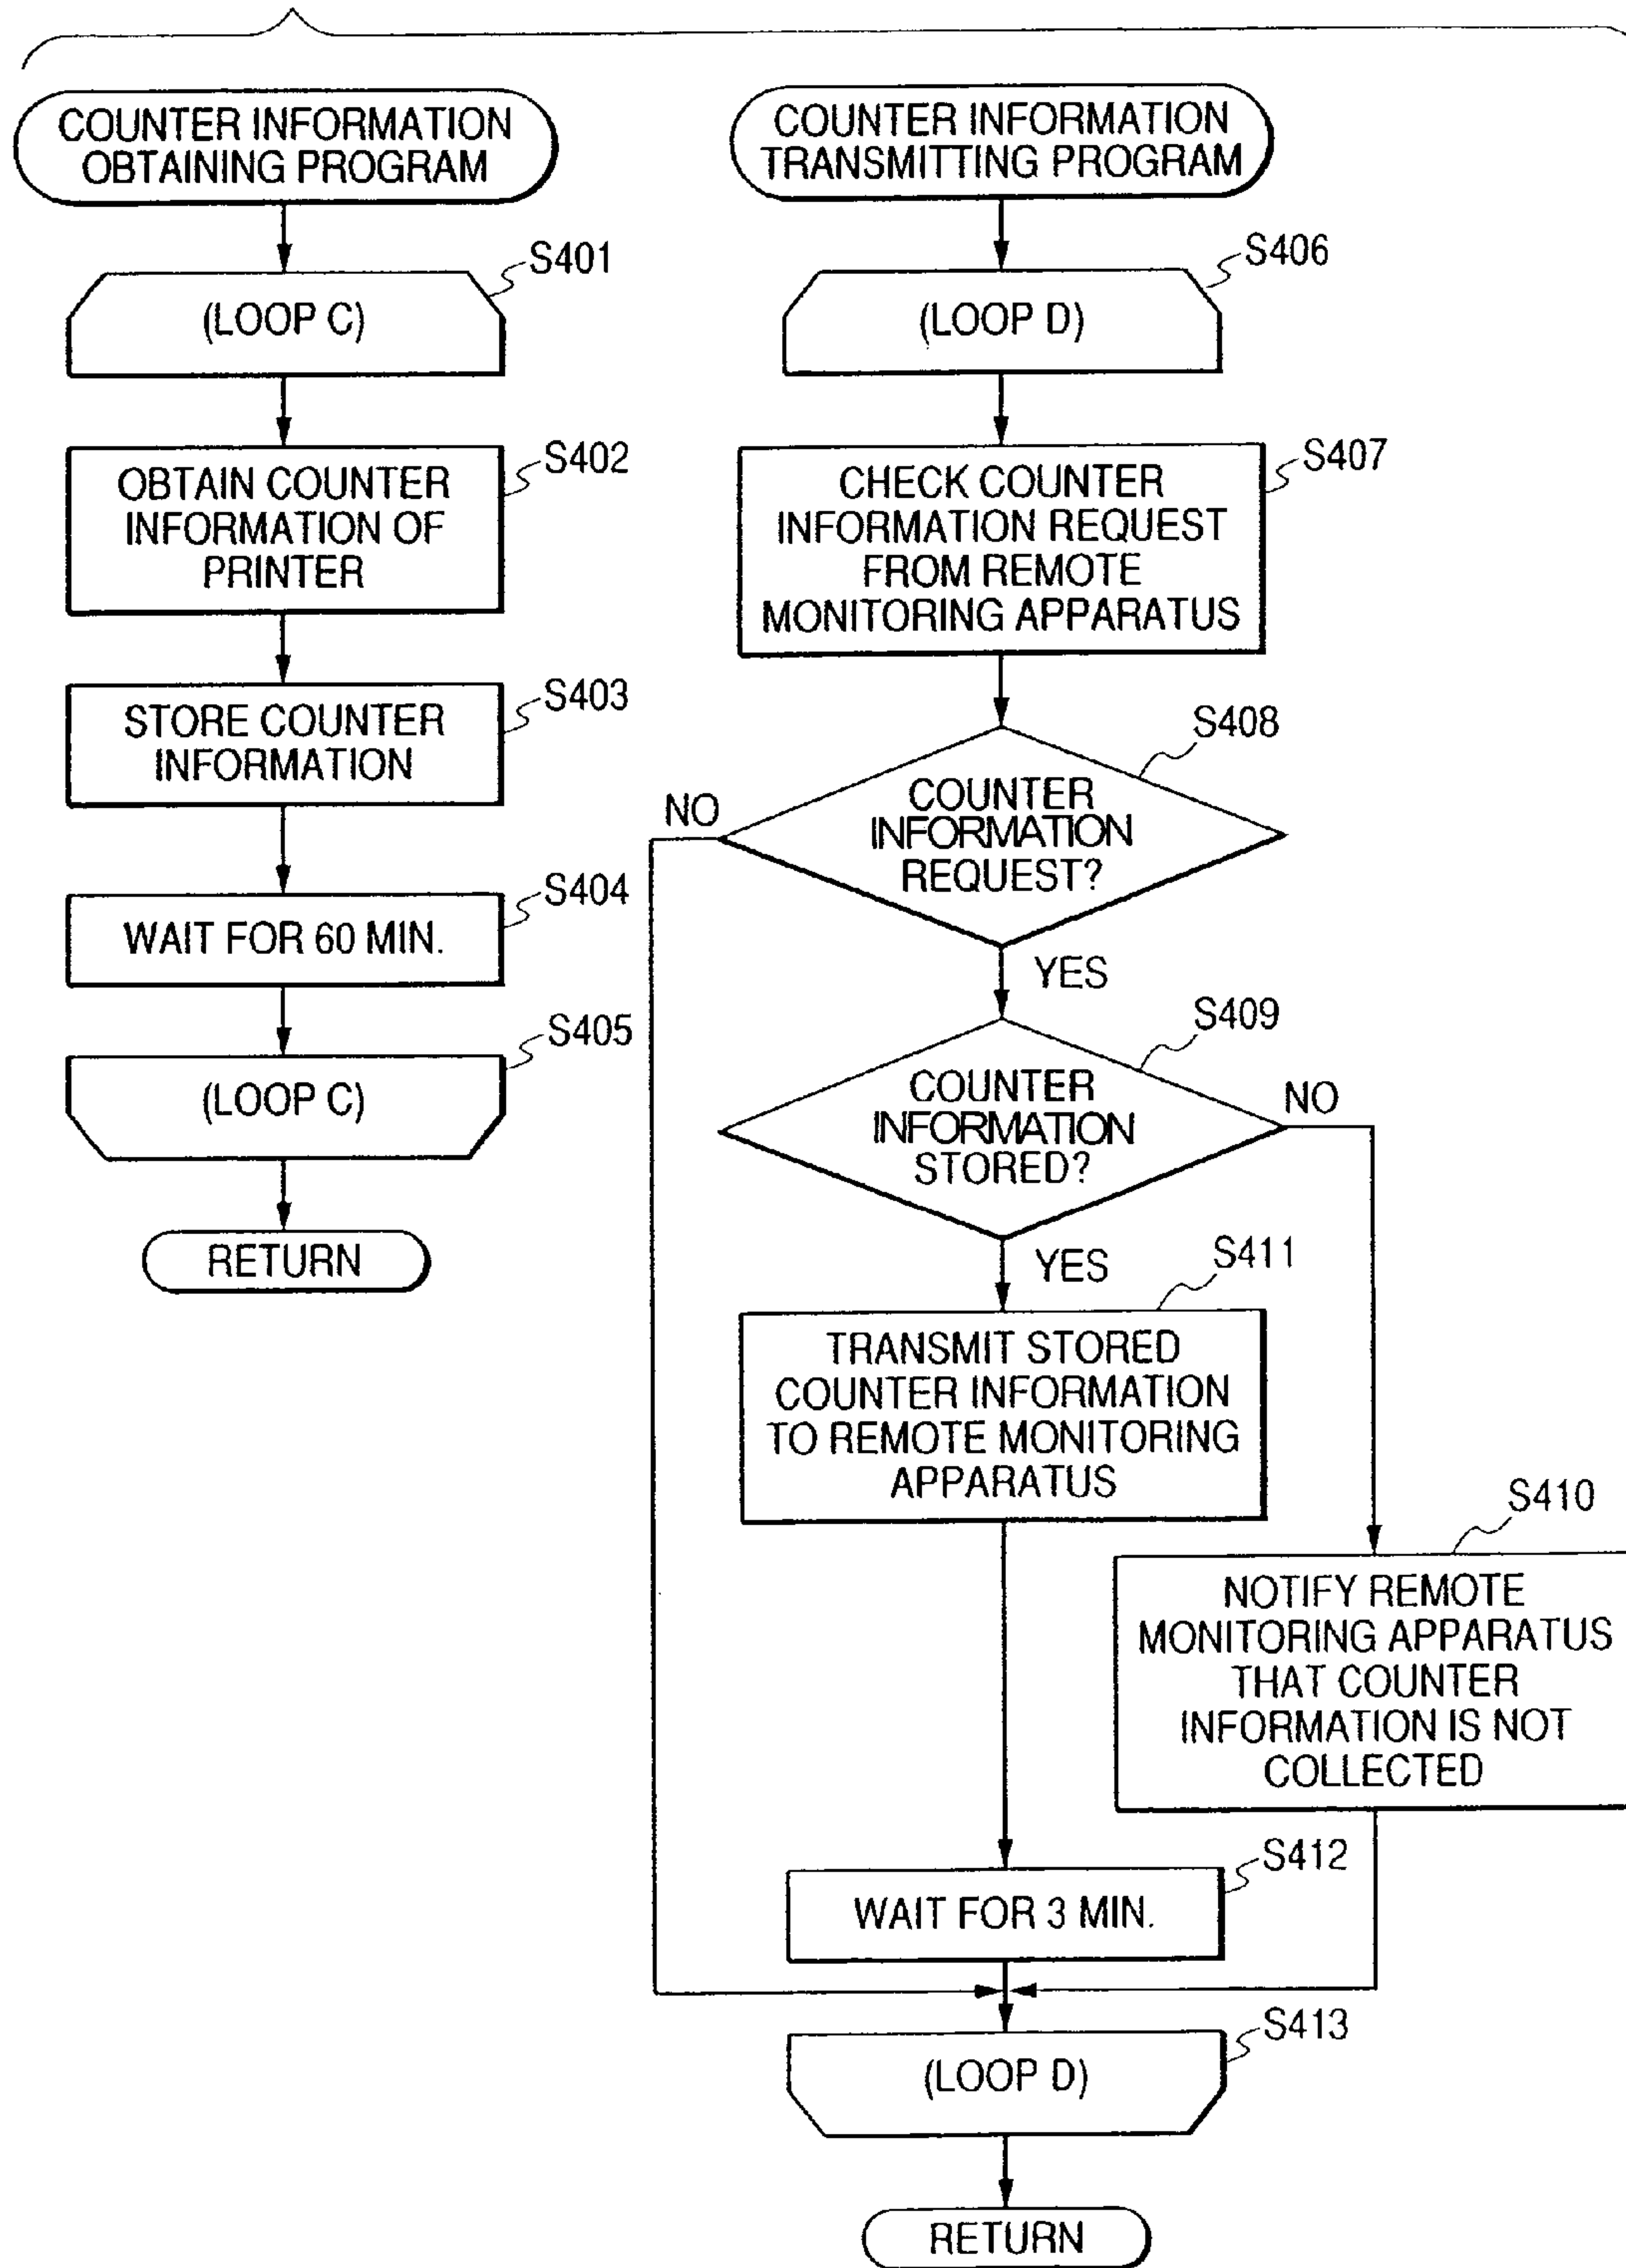 COUNTER INFORMATION
OBTAINING PROGRAM
S401
(LOOP C)
S402
OBTAIN COUNTER
INFORMATION OF
PRINTER
S403
STORE COUNTER
INFORMATION
S404
WAIT FOR 60 MIN.
S405
(LOOP C)
RETURN
COUNTER INFORMATION
TRANSMITTING PROGRAM
S406
(LOOP D)
S407
CHECK COUNTER
INFORMATION REQUEST
FROM REMOTE
MONITORING APPARATUS
S408
NO
COUNTER
INFORMATION
REQUEST?
YES
S409
COUNTER
INFORMATION
STORED?
NO
YES
S411
TRANSMIT STORED
COUNTER INFORMATION
TO REMOTE MONITORING
APPARATUS
S410
NOTIFY REMOTE
MONITORING APPARATUS
THAT COUNTER
INFORMATION IS NOT
COLLECTED
S412
WAIT FOR 3 MIN.
S413
(LOOP D)
RETURN